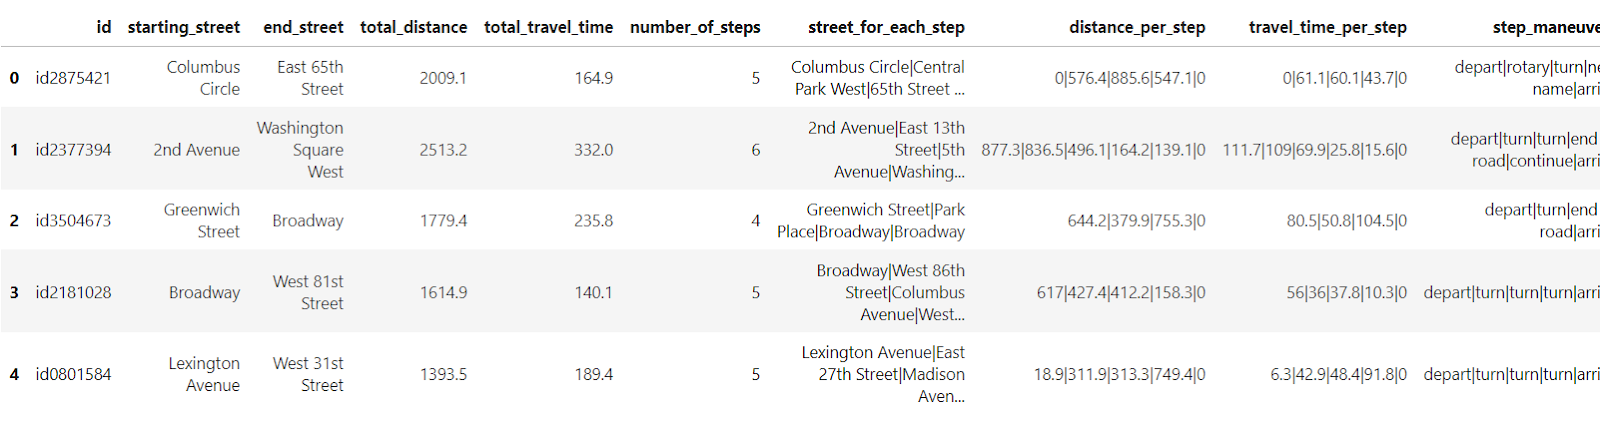 id starting_street end_street total_distance total_travel_time number_of_steps street_for_each_step distance_per_step travel_time_per_step step_maneuve
Columbus East 65th Columbus Circle|Central depart|rotary|turn|ne
0 id2875421 2009.1 164.9 5 0|576.4|885.6|547.1|0 0|61.1|60.1|43.7|0
Circle Street Park West|65th Street ... name|arri
Washington 2nd Avenue|East 13th
depart|turn|turn|end
1 id2377394 2nd Avenue Square 2513.2 332.0 6 Street|5th 877.3|836.5|496.1|164.2|139.1|0 111.7|109|69.9|25.8|15.6|0
road|continue|arri
West Avenue|Washing...
Greenwich Greenwich Street|Park depart|turn|end
2 id3504673 Broadway 1779.4 235.8 4 644.2|379.9|755.3|0 80.5|50.8|104.5|0
Street Place|Broadway|Broadway road|arri
Broadway|West 86th
West 81st
3 id2181028 Broadway 1614.9 140.1 5 Street|Columbus 617|427.4|412.2|158.3|0 56|36|37.8|10.3|0 depart|turn|turn|turn|arri
Street
Avenue|West...
Lexington Avenue|East
Lexington West 31st
4 id0801584 1393.5 189.4 5 27th Street|Madison 18.9|311.9|313.3|749.4|0 6.3|42.9|48.4|91.8|0 depart|turn|turn|turn|arri
Avenue Street
Aven...